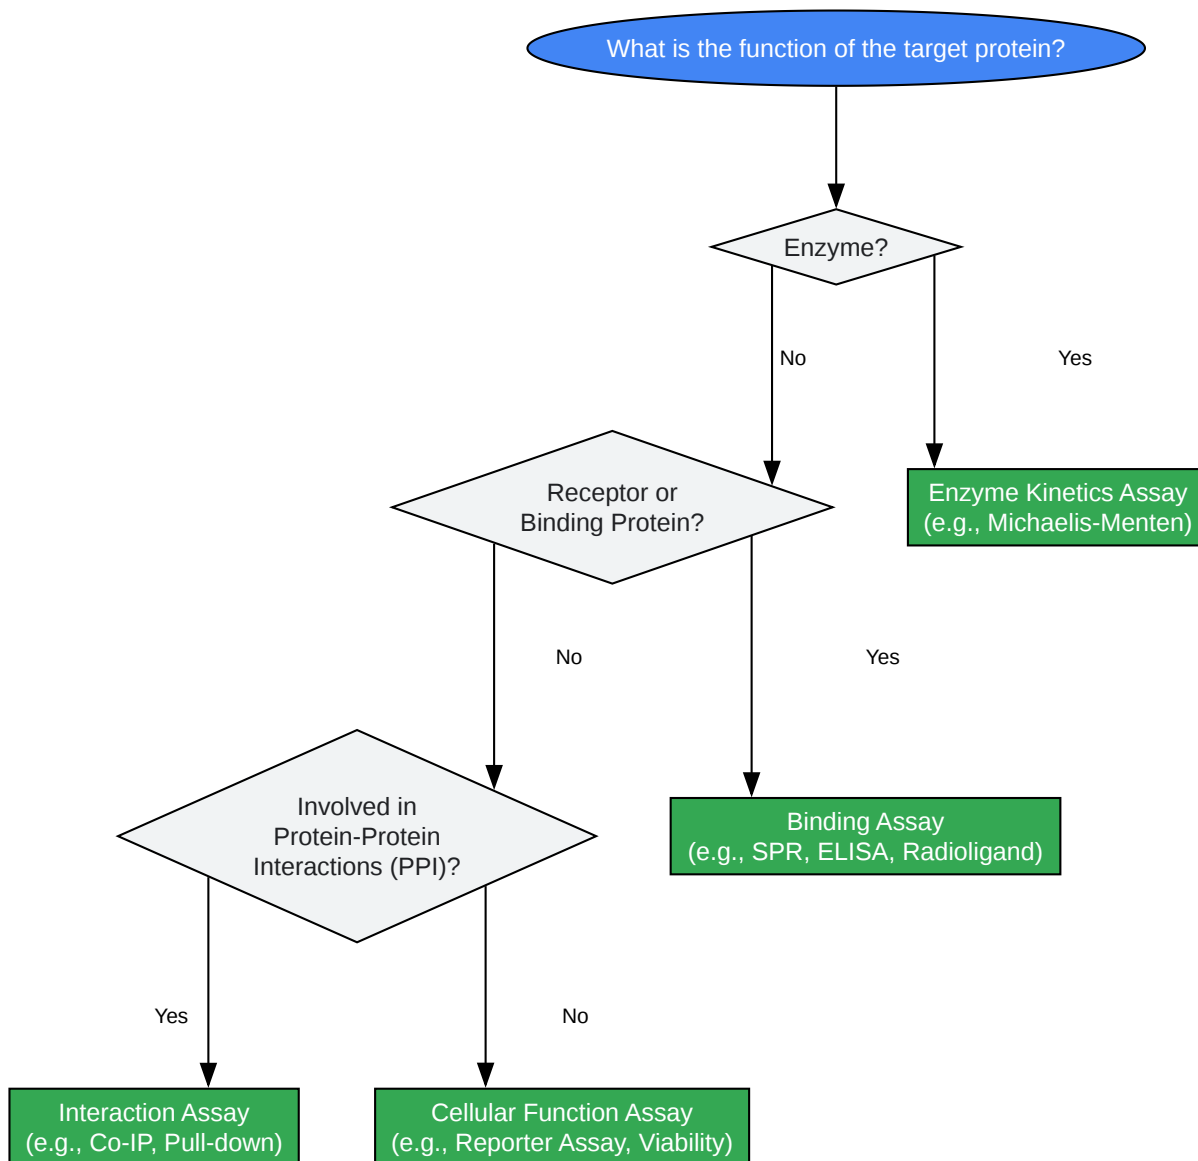 What is the function of the target protein?
Enzyme?
No
Yes
Receptor or
Binding Protein?
Enzyme Kinetics Assay
(e.g., Michaelis-Menten)
No
Yes
Involved in
Protein-Protein
Interactions (PPI)?
Binding Assay
(e.g., SPR, ELISA, Radioligand)
Yes
No
Interaction Assay
(e.g., Co-IP, Pull-down)
Cellular Function Assay
(e.g., Reporter Assay, Viability)